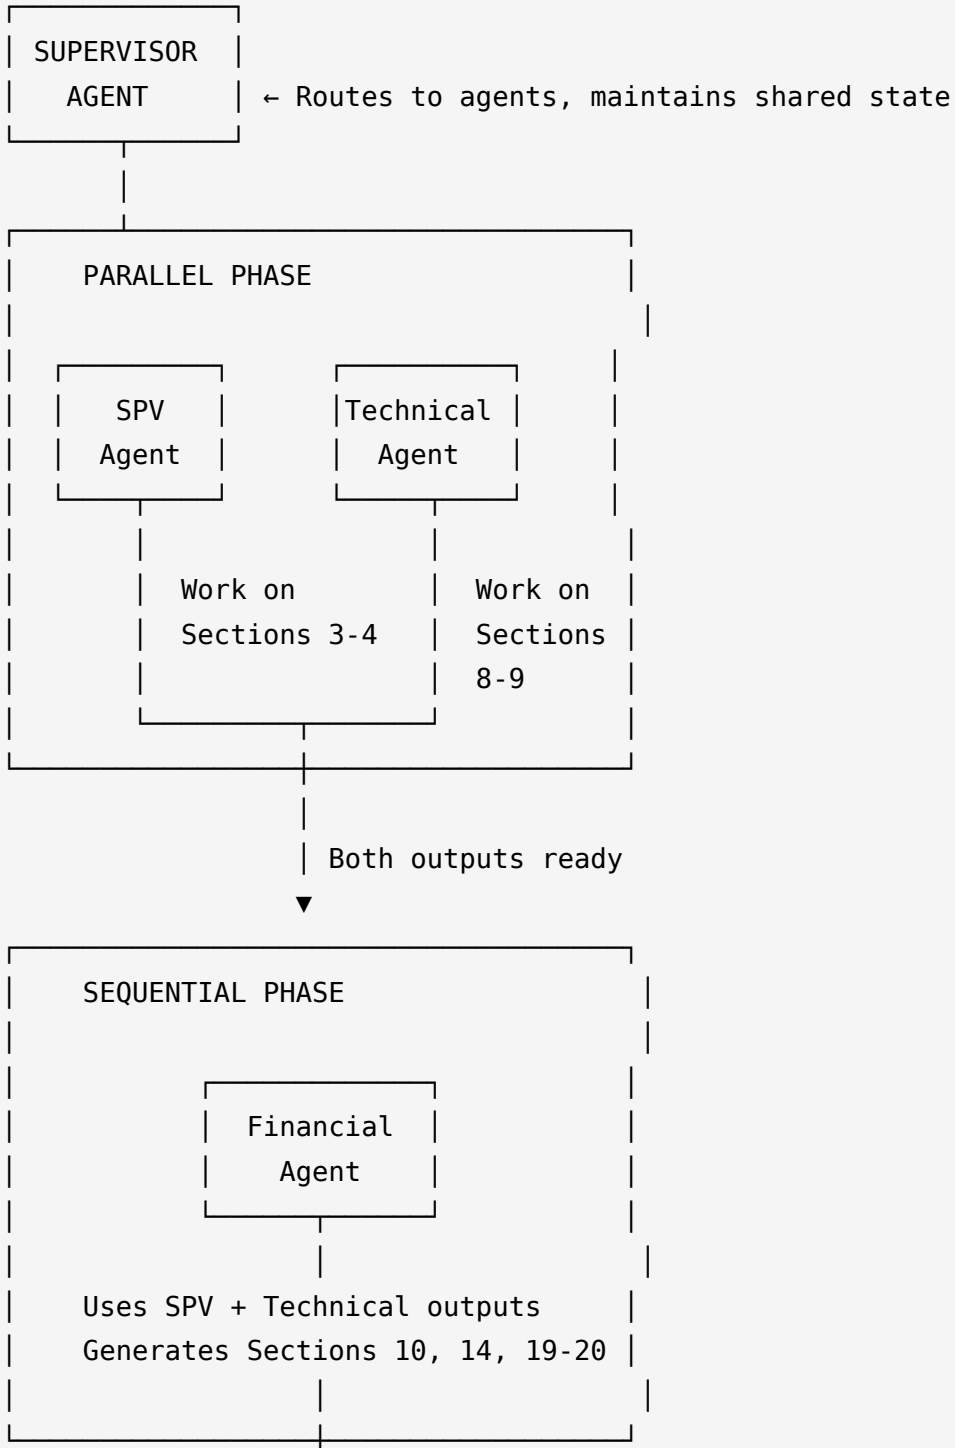 SUPERVISOR
AGENT ← Routes to agents, maintains shared state
PARALLEL PHASE
SPV Technical
Agent Agent
Work on Work on
Sections 3-4 Sections
8-9
Both outputs ready
SEQUENTIAL PHASE
Financial
Agent
Uses SPV + Technical outputs
Generates Sections 10, 14, 19-20